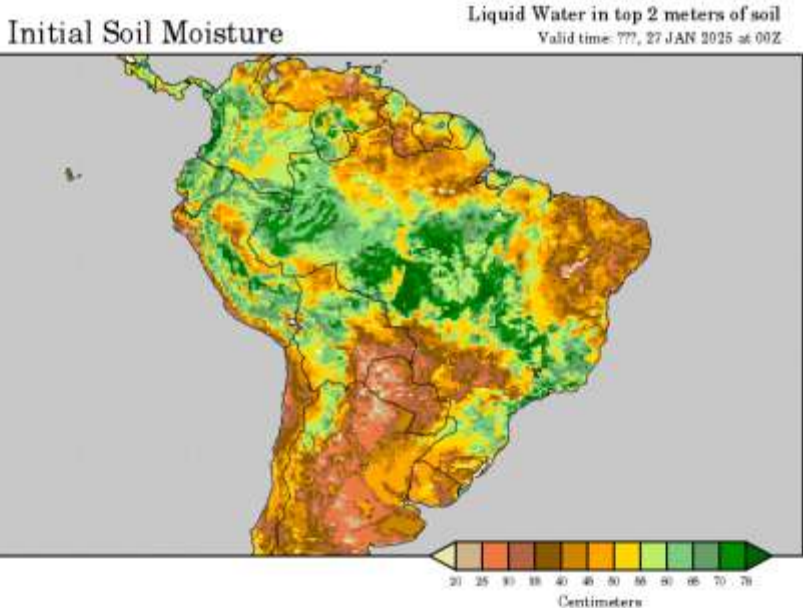 Initial Soil Moisture
Liquid Water in top 2 meters of soil
Valid time: ???, 27 JAN 2025 at 00Z
20 25 30 35 40 45 50 55 60 65 70 75
Centimeters